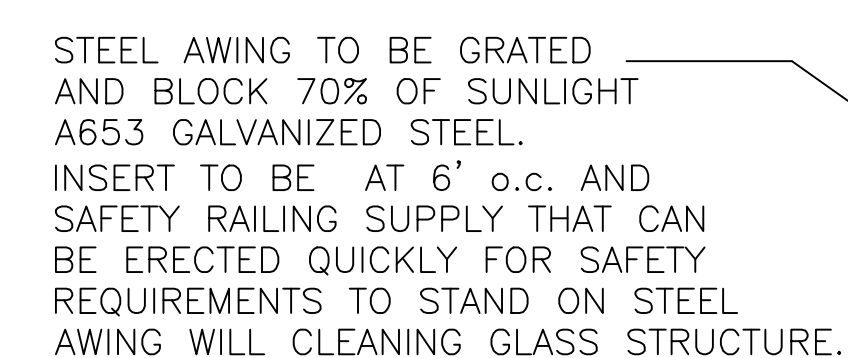 STEEL AWING TO BE GRATED
AND BLOCK 70% OF SUNLIGHT
A653 GALVANIZED STEEL.
INSERT TO BE AT 6' o.c. AND
SAFETY RAILING SUPPLY THAT CAN
BE ERECTED QUICKLY FOR SAFETY
REQUIREMENTS TO STAND ON STEEL
AWING WILL CLEANING GLASS STRUCTURE.